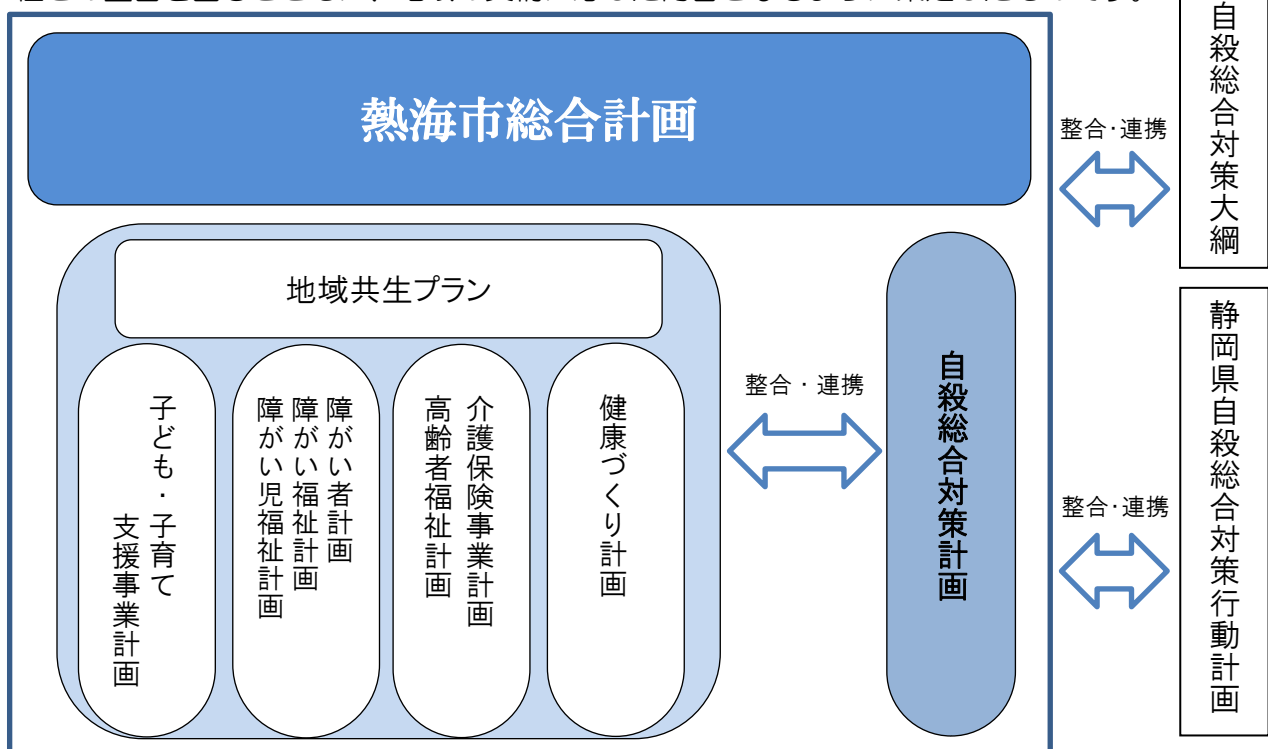 熱海市総合計画
整合・連携
自殺総合対策大綱
地域共生プラン
子ども・子育て
支援事業計画
障がい者計画
障がい福祉計画
障がい児福祉計画
介護保険事業計画
高齢者福祉計画
健康づくり計画
整合・連携
自殺総合対策計画
整合・連携
静岡県自殺総合対策行動計画